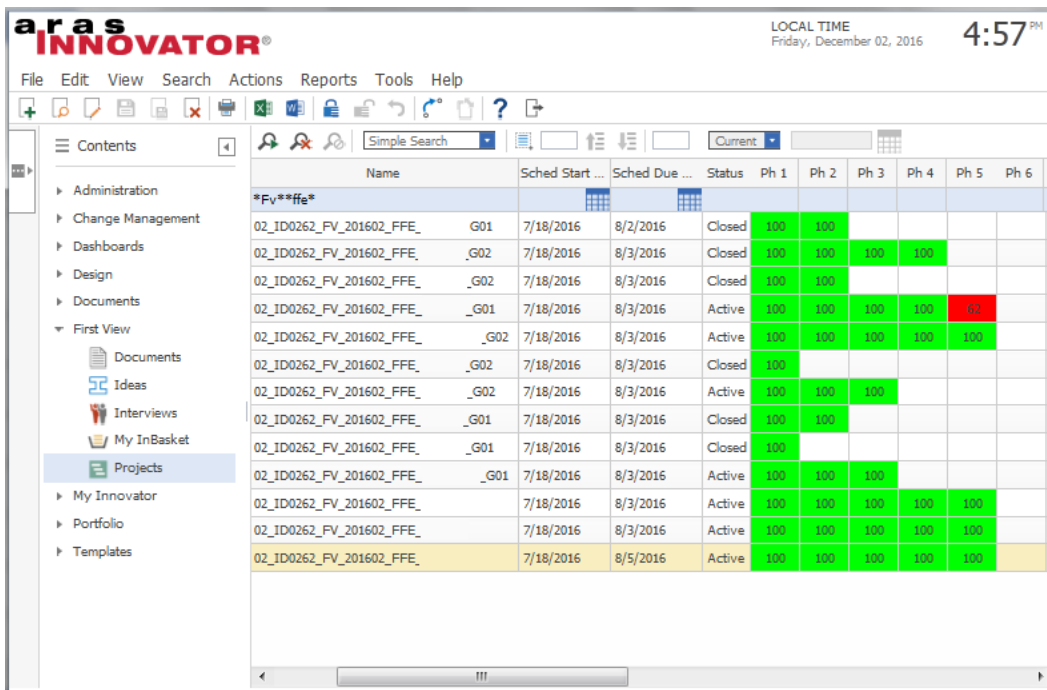 aras
INNOVATOR®
LOCAL TIME
Friday, December 02, 2016
4:57 PM
File Edit View Search Actions Reports Tools Help
Contents
Simple Search Current
Administration
Change Management
Dashboards
Design
Documents
First View
Documents
Ideas
Interviews
My InBasket
Projects
My Innovator
Portfolio
Templates
Name Sched Start ... Sched Due ... Status Ph 1 Ph 2 Ph 3 Ph 4 Ph 5 Ph 6
*Fv**ffe*
02_ID0262_FV_201602_FFE_ G01 7/18/2016 8/2/2016 Closed 100 100
02_ID0262_FV_201602_FFE_ _G02 7/18/2016 8/3/2016 Closed 100 100 100 100
02_ID0262_FV_201602_FFE_ _G02 7/18/2016 8/3/2016 Closed 100 100
02_ID0262_FV_201602_FFE_ _G01 7/18/2016 8/3/2016 Active 100 100 100 100 62
02_ID0262_FV_201602_FFE_ _G02 7/18/2016 8/3/2016 Active 100 100 100 100 100
02_ID0262_FV_201602_FFE_ _G02 7/18/2016 8/3/2016 Closed 100
02_ID0262_FV_201602_FFE_ _G02 7/18/2016 8/3/2016 Active 100 100 100
02_ID0262_FV_201602_FFE_ _G01 7/18/2016 8/3/2016 Closed 100 100
02_ID0262_FV_201602_FFE_ _G01 7/18/2016 8/3/2016 Closed 100
02_ID0262_FV_201602_FFE_ _G01 7/18/2016 8/3/2016 Active 100 100 100
02_ID0262_FV_201602_FFE_ 7/18/2016 8/3/2016 Active 100 100 100 100 100
02_ID0262_FV_201602_FFE_ 7/18/2016 8/3/2016 Active 100 100 100 100 100
02_ID0262_FV_201602_FFE_ 7/18/2016 8/5/2016 Active 100 100 100 100 100